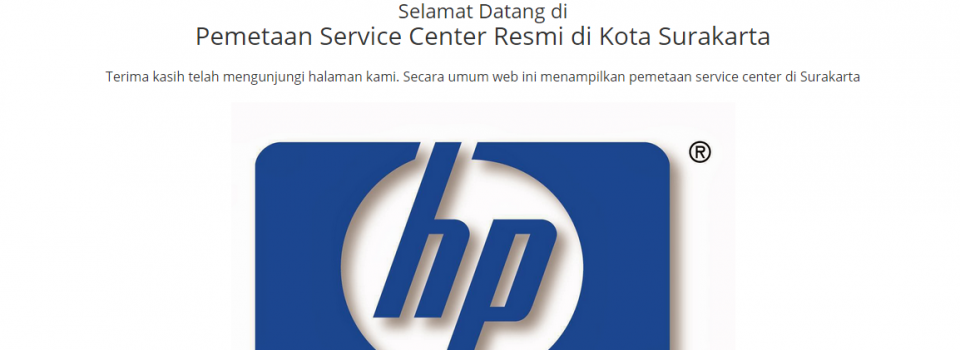 Selamat Datang di
Pemetaan Service Center Resmi di Kota Surakarta
Terima kasih telah mengunjungi halaman kami. Secara umum web ini menampilkan pemetaan service center di Surakarta
®
hp